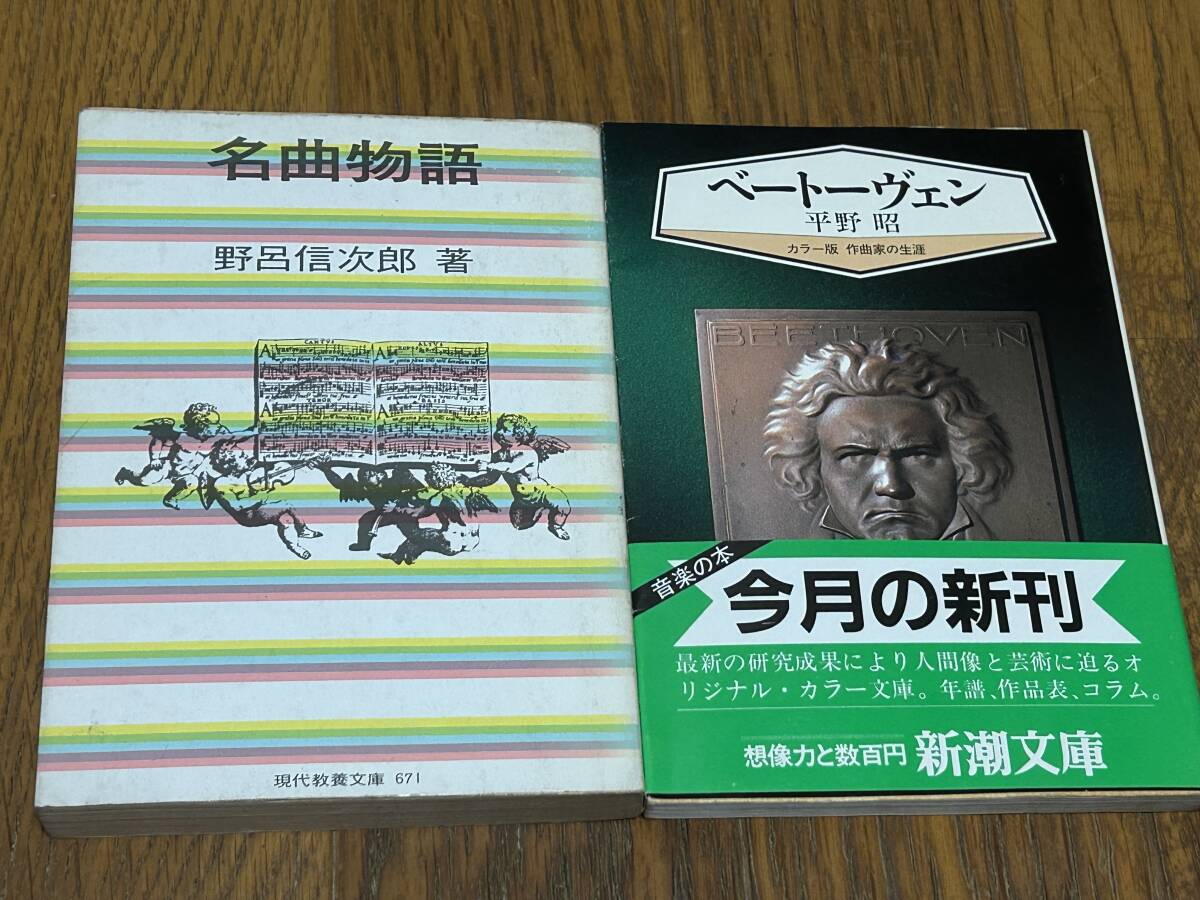 名曲物語
野呂信次郎 著
CANTUS
ALTUS
TENOR
現代教養文庫 671
ベートーヴェン
平野 昭
カラー版 作曲家の生涯
BEETHOVEN
音楽の本
今月の新刊
最新の研究成果により人間像と芸術に迫るオ
リジナル・カラー文庫。年譜、作品表、コラム。
想像力と数百円 新潮文庫